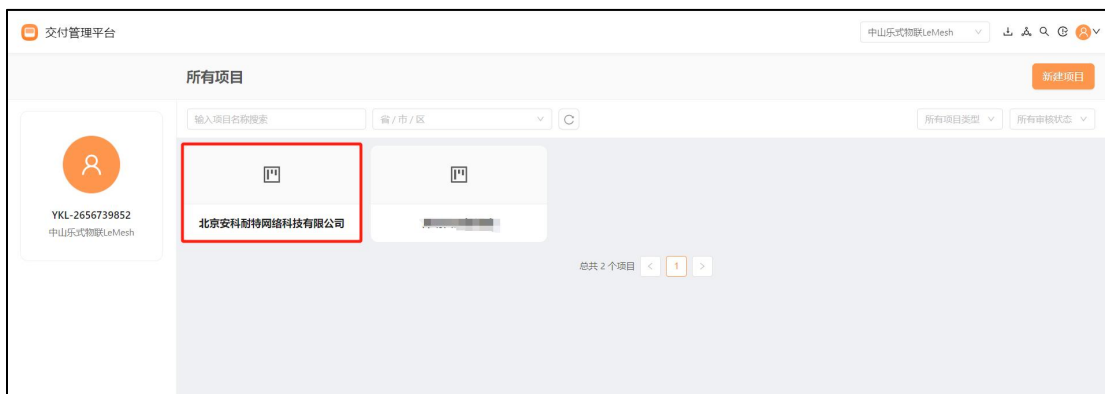 交付管理平台
中山乐式物联LeMesh
所有项目
新建项目
输入项目名称搜索
省 / 市 / 区
所有项目类型
所有审核状态
YKL-2656739852
中山乐式物联LeMesh
北京安科耐特网络科技有限公司
总共 2 个项目 < 1 >